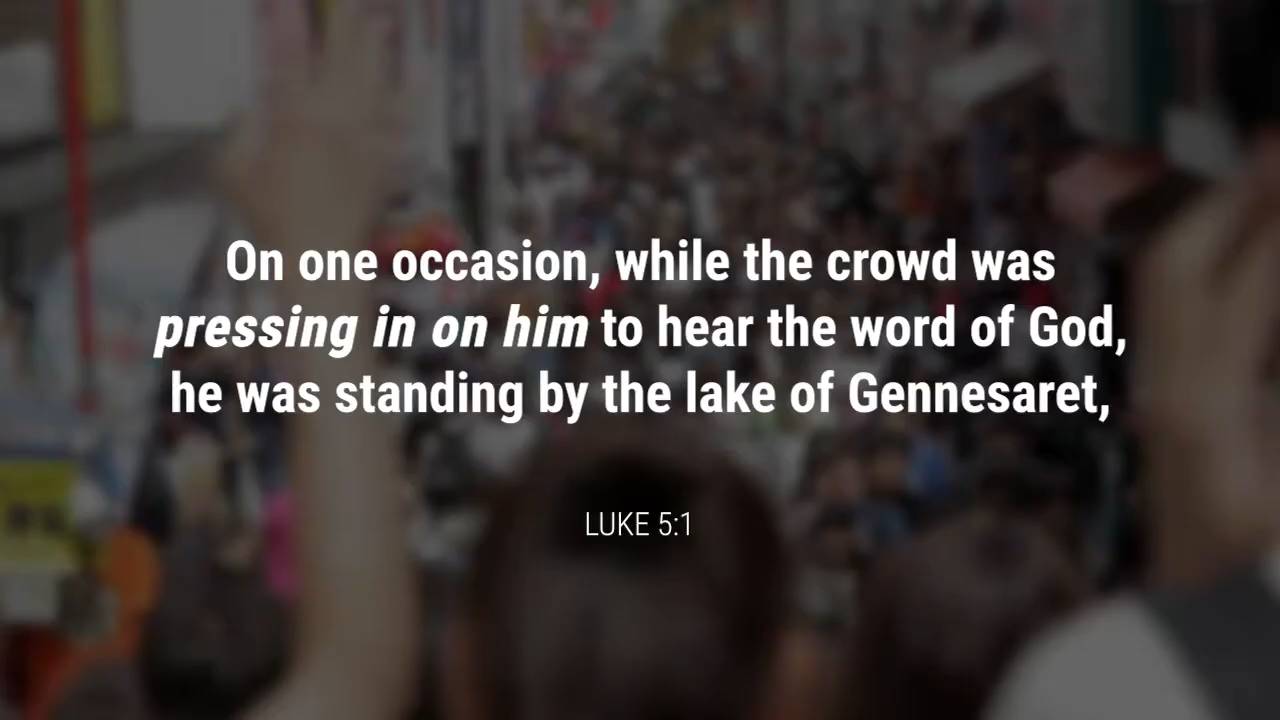 On one occasion, while the crowd was
pressing in on him to hear the word of God,
he was standing by the lake of Gennesaret,
LUKE 5:1